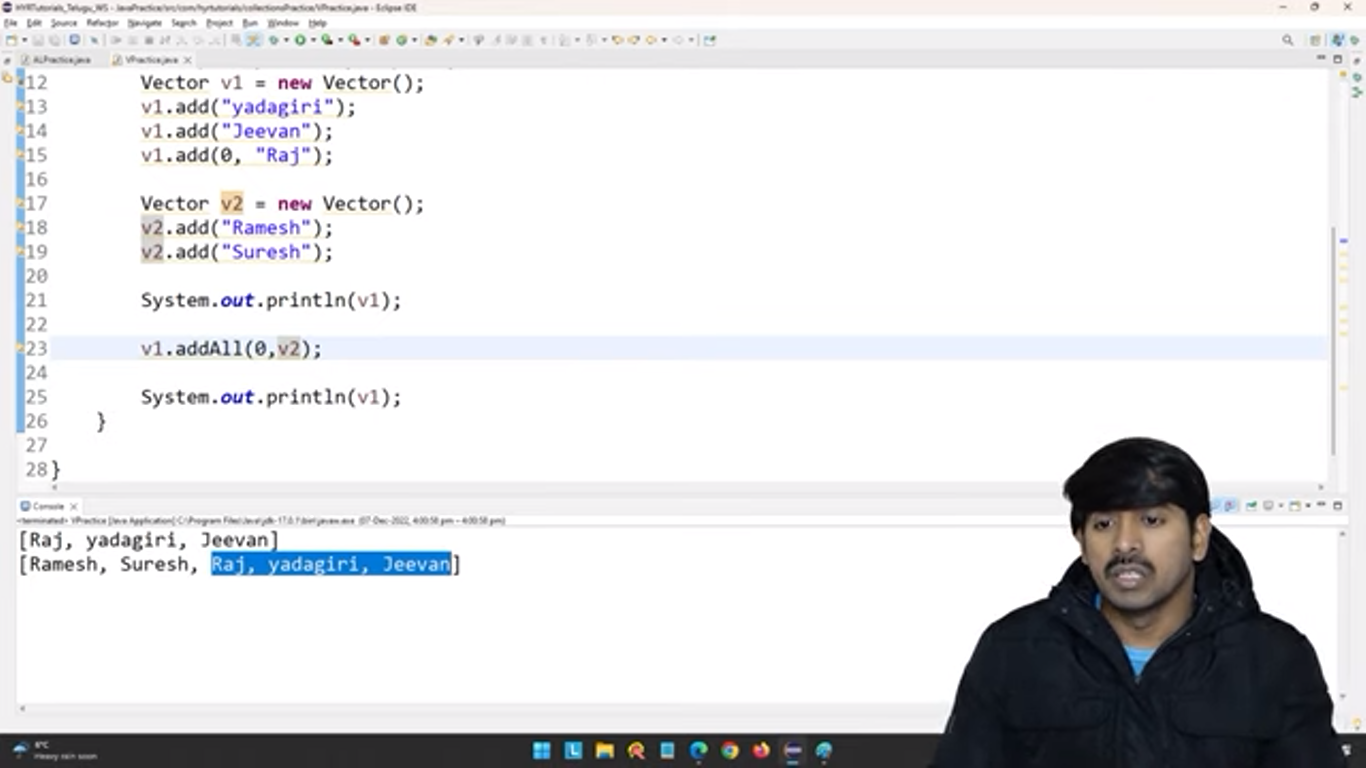 HYRTutorials_Telugu_WS - JavaPractice/src/com/hyrtutorials/collectionsPractice/VPractice.java - Eclipse IDE
File Edit Source Refactor Navigate Search Project Run Window Help
ALPractice.java VPractice.java
12 Vector v1 = new Vector();
13 v1.add("yadagiri");
14 v1.add("Jeevan");
15 v1.add(0, "Raj");
16
17 Vector v2 = new Vector();
18 v2.add("Ramesh");
19 v2.add("Suresh");
20
21 System.out.println(v1);
22
23 v1.addAll(0,v2);
24
25 System.out.println(v1);
26 }
27
28 }
Console
<terminated> VPractice [Java Application] C:\Program Files\Java\jdk-17.0.1\bin\javaw.exe (07-Dec-2022, 4:00:58 pm – 4:00:58 pm)
[Raj, yadagiri, Jeevan]
[Ramesh, Suresh, Raj, yadagiri, Jeevan]
Heavy rain soon